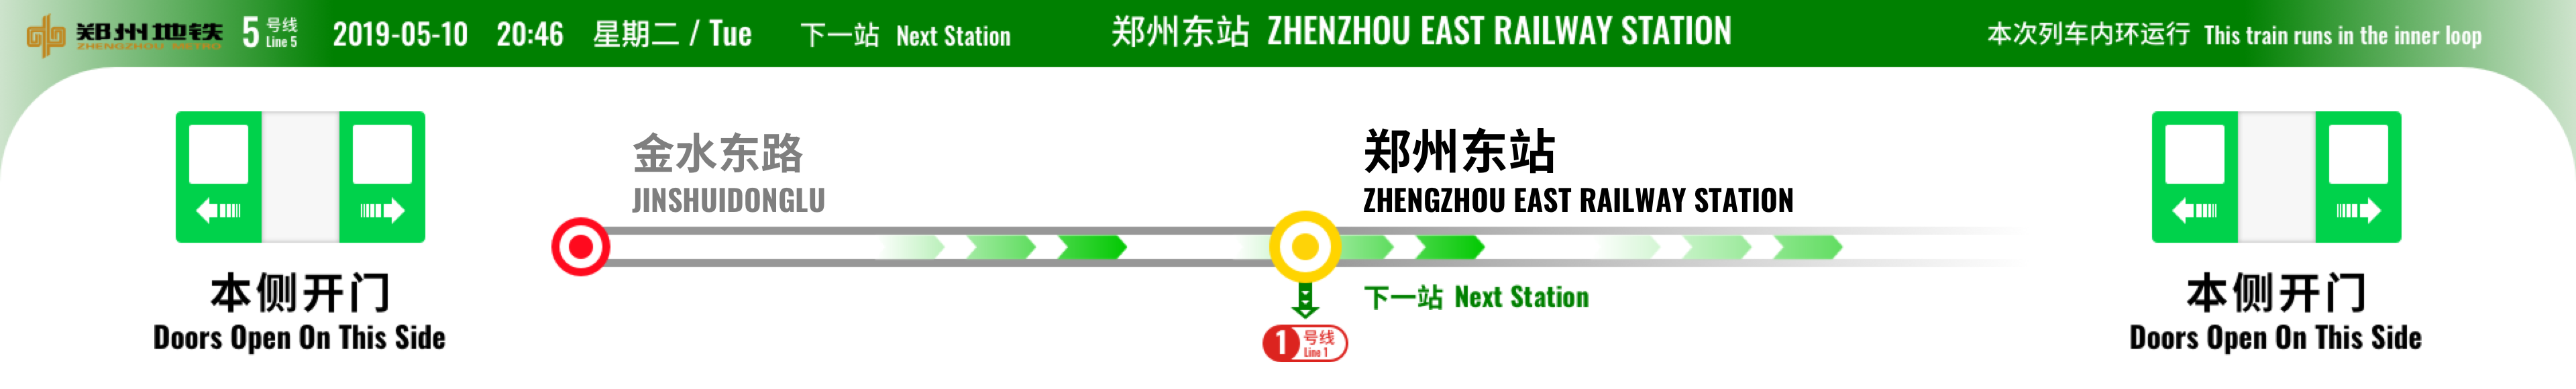 郑州地铁 5 号线 2019-05-10 20:46 星期二 / Tue 下一站 Next Station 郑州东站 ZHENZHOU EAST RAILWAY STATION 本次列车内环运行 This train runs in the inner loop
ZHENGZHOU METRO Line 5
金水东路
JINSHUIDONGLU
郑州东站
ZHENGZHOU EAST RAILWAY STATION
本侧开门
Doors Open On This Side
下一站 Next Station
1 号线
Line 1
本侧开门
Doors Open On This Side